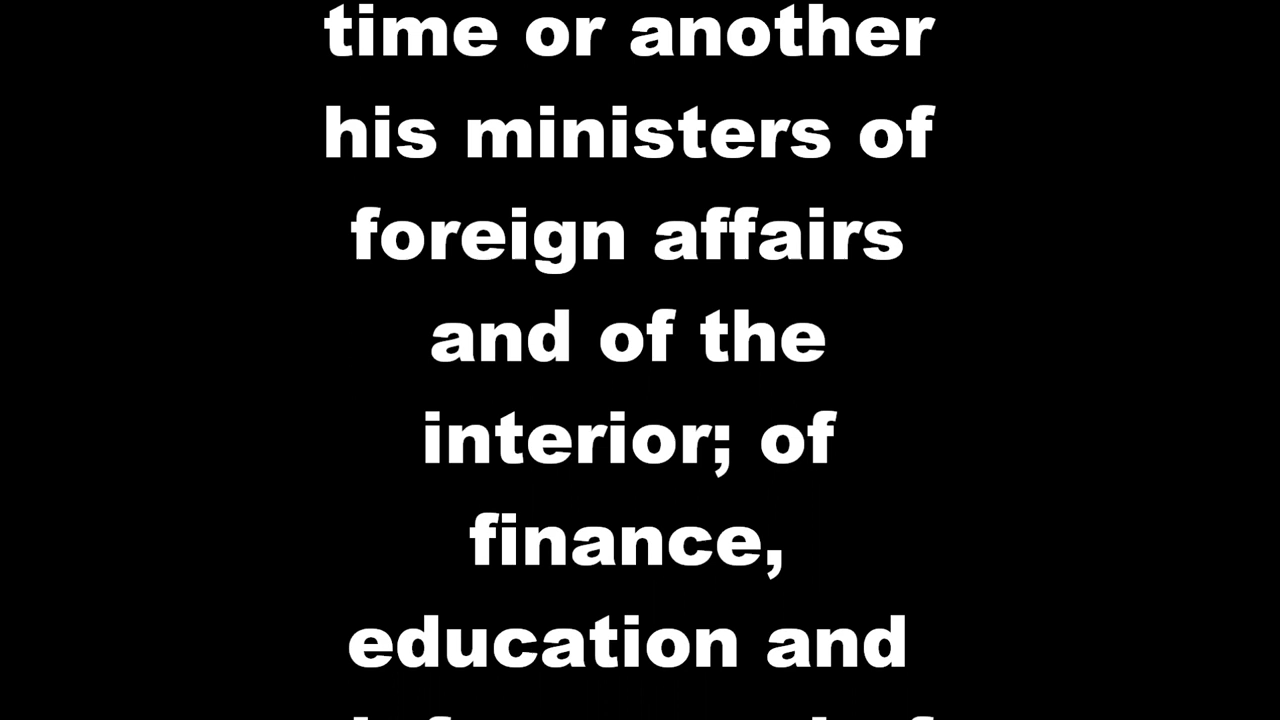 time or another
his ministers of
foreign affairs
and of the
interior; of
finance,
education and